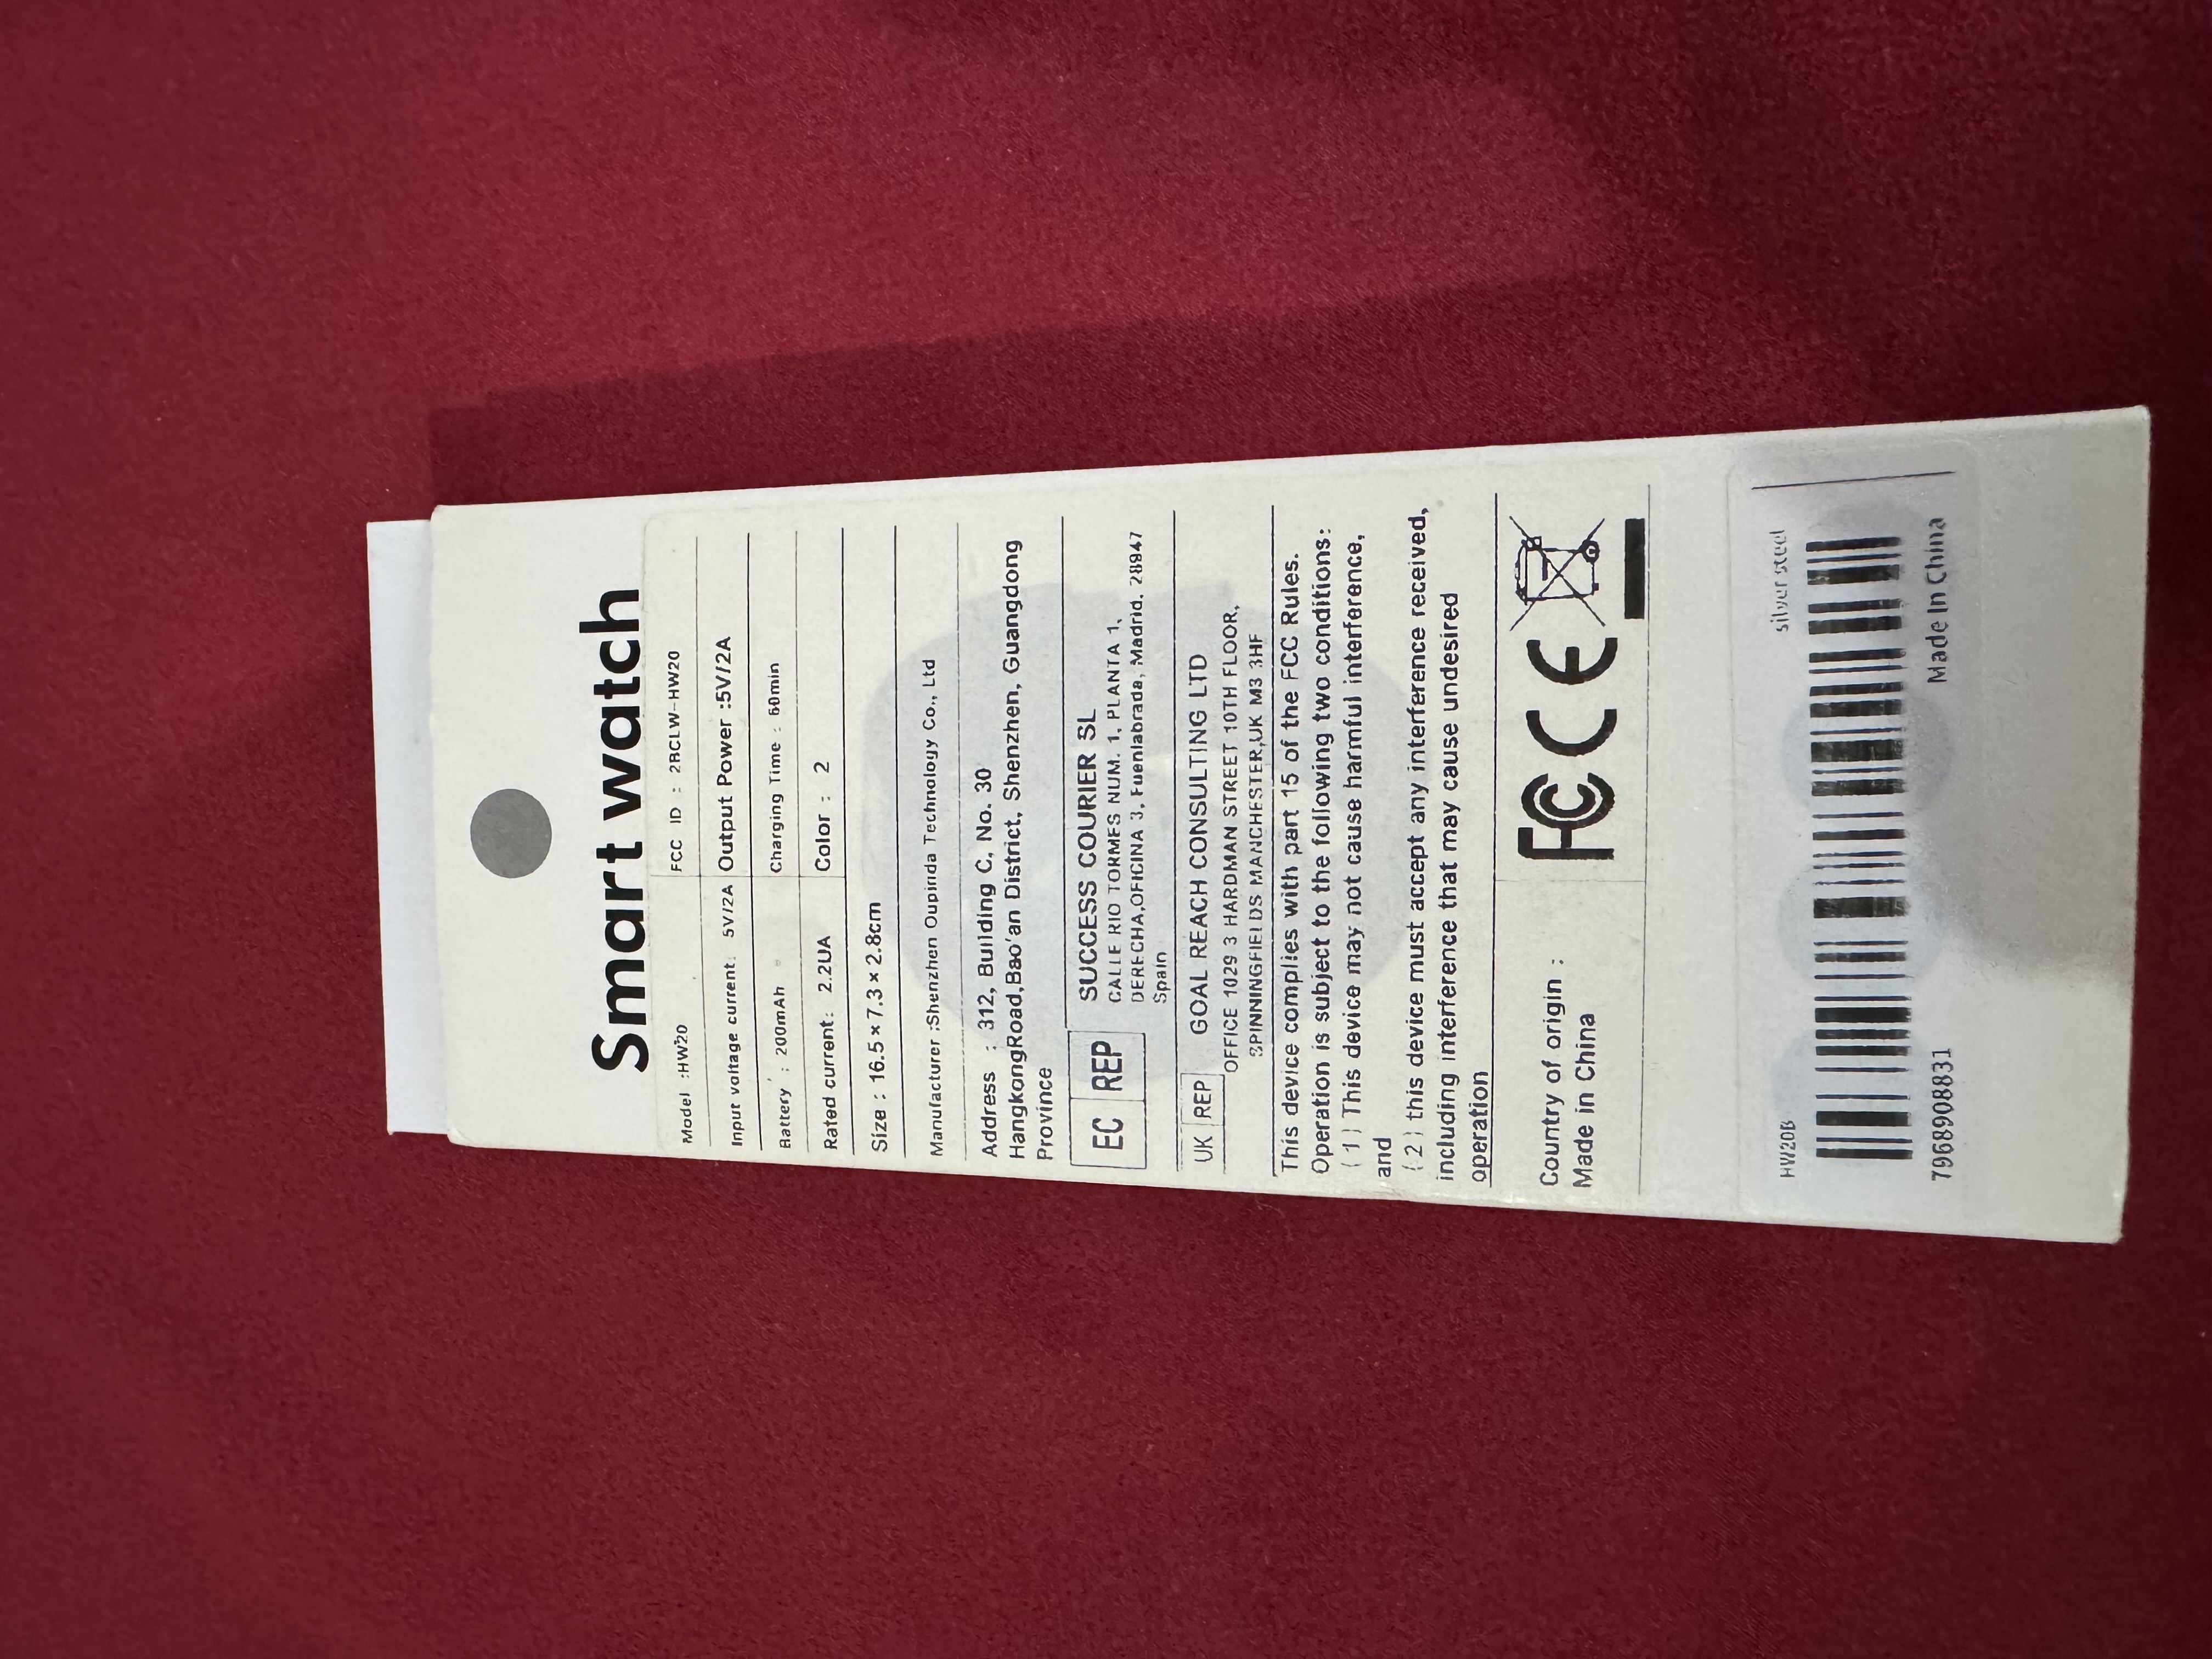 Smart watch
Model :HW20 FCC ID : 2BCLW-HW20
Input voltage current: 5V/2A Output Power :5V/2A
Battery : 200mAh Charging Time : 60min
Rated current: 2.2UA Color : 2
Size : 16.5×7.3×2.8cm
Manufacturer :Shenzhen Oupinda Technology Co., Ltd
Address : 312, Building C, No. 30
HangkongRoad,Bao'an District, Shenzhen, Guangdong
Province
EC REP SUCCESS COURIER SL
CALLE RIO TORMES NUM. 1, PLANTA 1,
DERECHA,OFICINA 3, Fuenlabrada, Madrid, 28947
Spain
UK REP GOAL REACH CONSULTING LTD
OFFICE 1029 3 HARDMAN STREET 10TH FLOOR,
SPINNINGFIELDS MANCHESTER,UK M3 3HF
This device complies with part 15 of the FCC Rules.
Operation is subject to the following two conditions:
(1) This device may not cause harmful interference,
and
(2) this device must accept any interference received,
including interference that may cause undesired
operation
Country of origin :
Made in China
FC CE
HW20B silver steel
796890883​1 Made In China